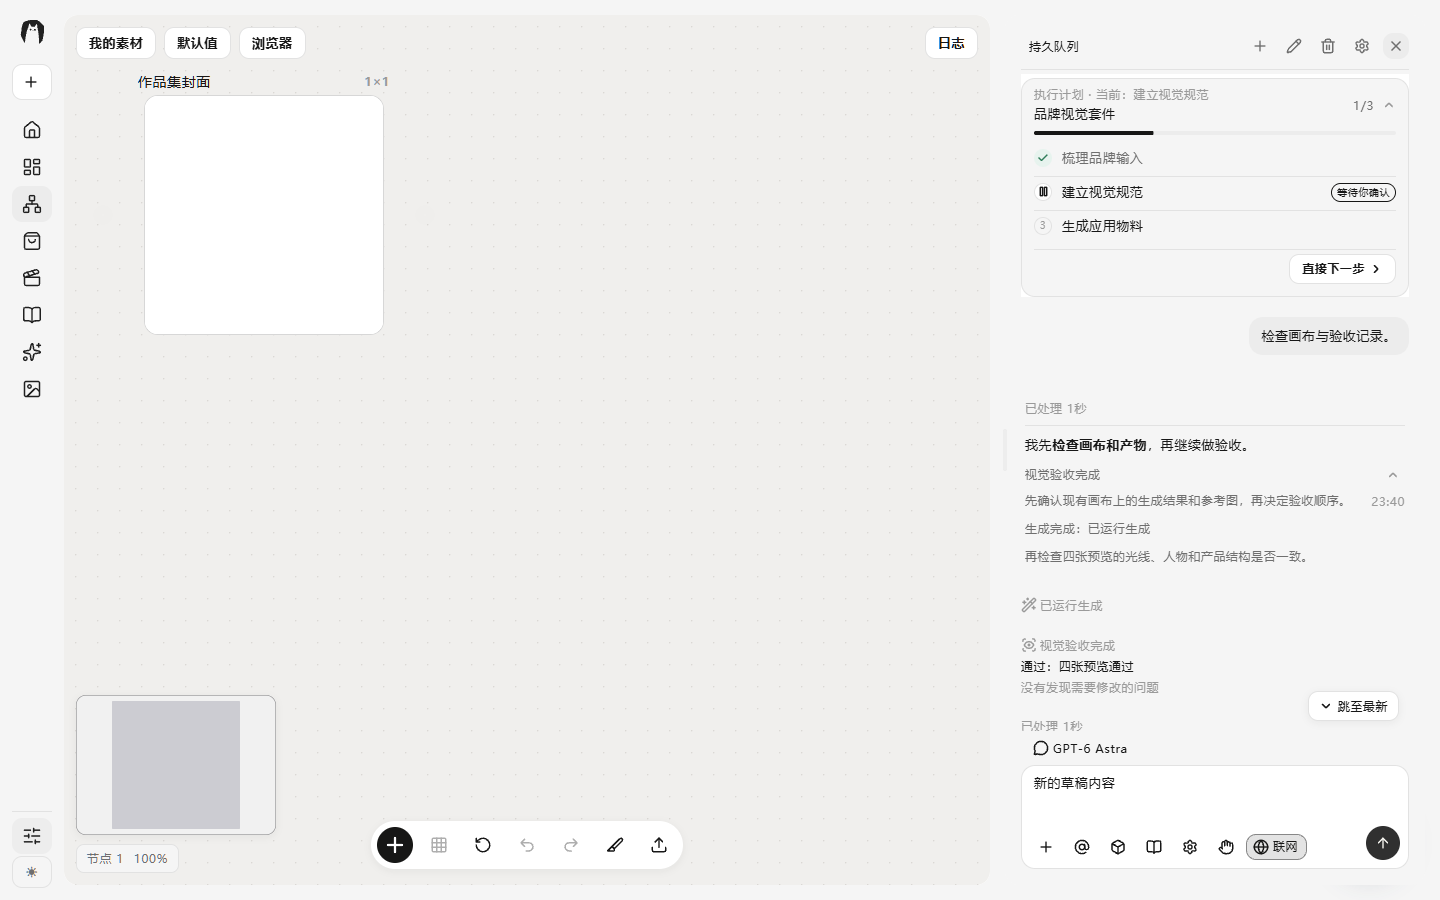 我的素材
默认值
浏览器
日志
作品集封面
1×1
节点 1
100%
持久队列
执行计划 · 当前：建立视觉规范
品牌视觉套件
1/3
梳理品牌输入
建立视觉规范
等待你确认
3
生成应用物料
直接下一步
检查画布与验收记录。
已处理 1秒
我先检查画布和产物，再继续做验收。
视觉验收完成
先确认现有画布上的生成结果和参考图，再决定验收顺序。
23:40
生成完成：已运行生成
再检查四张预览的光线、人物和产品结构是否一致。
已运行生成
视觉验收完成
通过：四张预览通过
没有发现需要修改的问题
跳至最新
已处理 1秒
GPT-6 Astra
新的草稿内容
联网